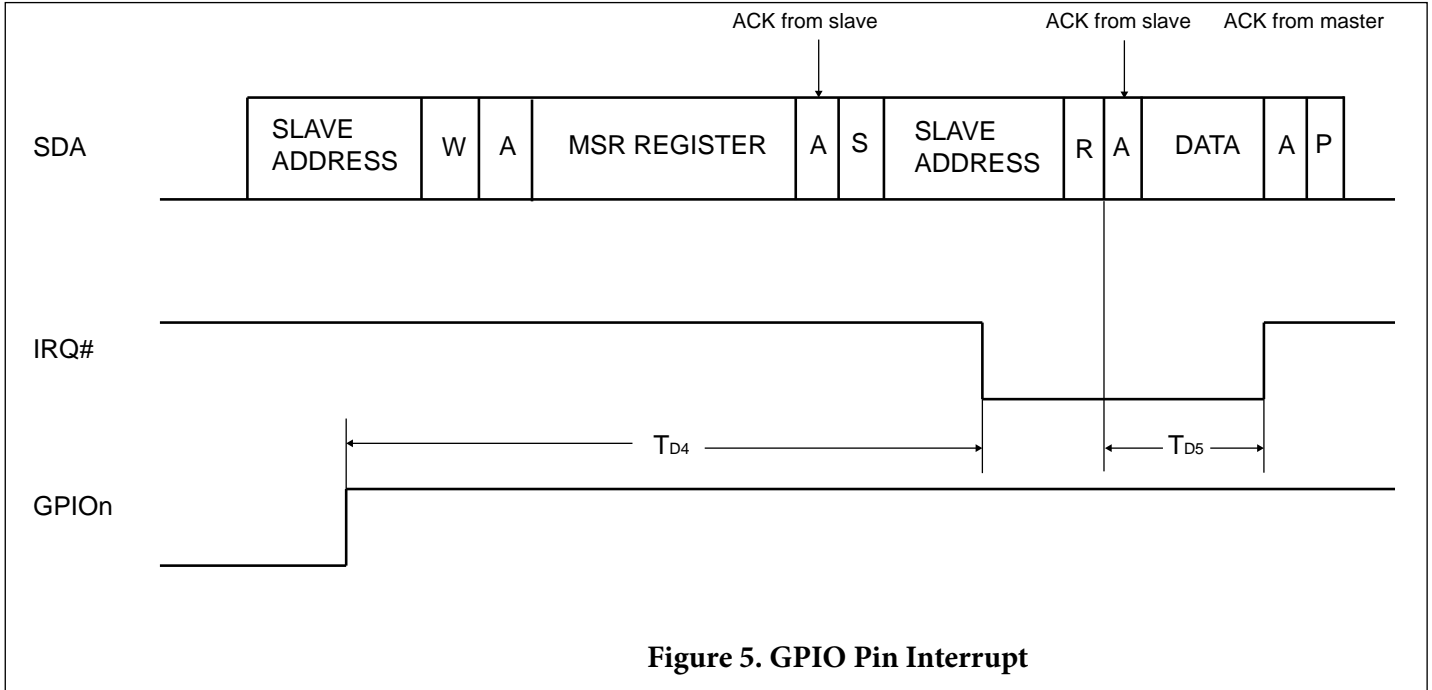 ACK from slave ACK from slave ACK from master
SDA SLAVE ADDRESS W A MSR REGISTER A S SLAVE ADDRESS R A DATA A P
IRQ#
TD4 TD5
GPIOn
Figure 5. GPIO Pin Interrupt